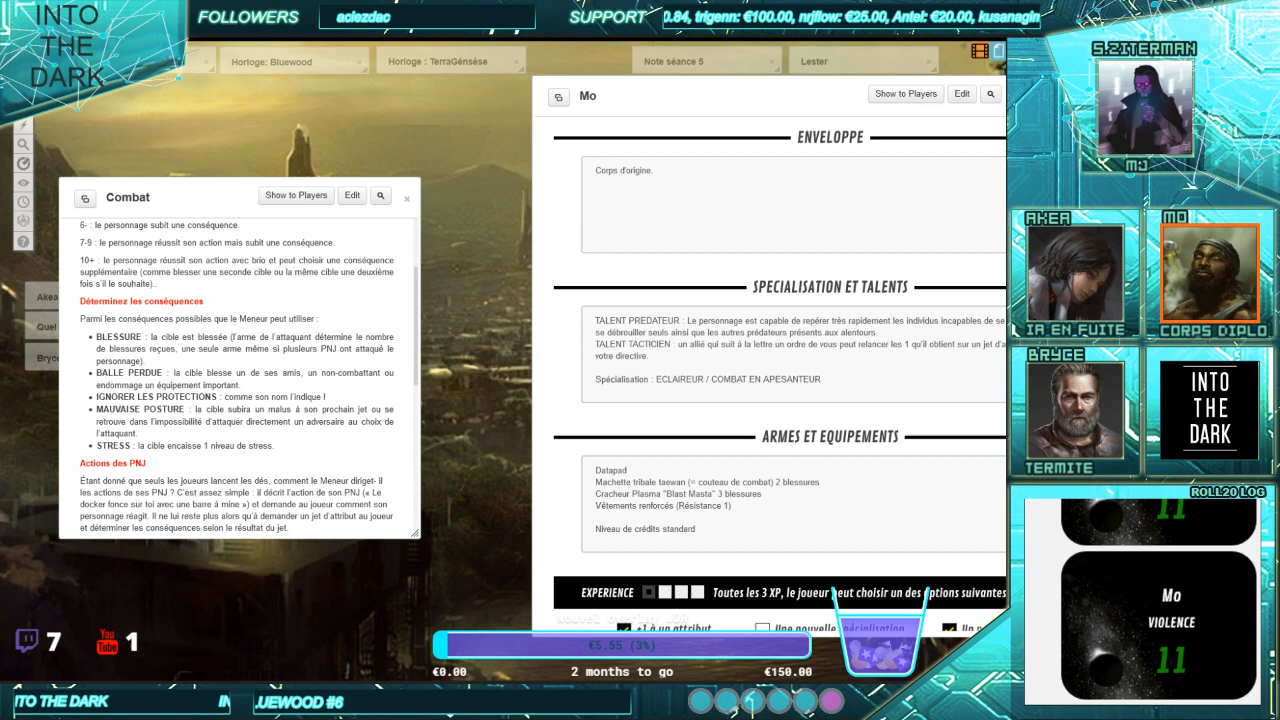 INTO
THE
DARK
FOLLOWERS
aciezdac
SUPPORT
0.84, trigenn: €100.00, nrjflow: €25.00, Antel: €20.00, kusanagin
Horloge: Bluewood
Horloge : TerraGénsèse
Note séance 5
Lester
S.ZITERMAN
MJ
AKEA
IA EN FUITE
MO
CORPS DIPLO
BRYCE
TERMITE
INTO
THE
DARK
Combat
Show to Players
Edit
6- : le personnage subit une conséquence.
7-9 : le personnage réussit son action mais subit une conséquence.
10+ : le personnage réussit son action avec brio et peut choisir une conséquence
supplémentaire (comme blesser une seconde cible ou la même cible une deuxième
fois s'il le souhaite)..
Déterminez les conséquences
Parmi les conséquences possibles que le Meneur peut utiliser :
BLESSURE : la cible est blessée (l'arme de l'attaquant détermine le nombre
de blessures reçues, une seule arme même si plusieurs PNJ ont attaqué le
personnage).
BALLE PERDUE : la cible blesse un de ses amis, un non-combattant ou
endommage un équipement important.
IGNORER LES PROTECTIONS : comme son nom l'indique !
MAUVAISE POSTURE : la cible subira un malus à son prochain jet ou se
retrouve dans l'impossibilité d'attaquer directement un adversaire au choix de
l'attaquant.
STRESS : la cible encaisse 1 niveau de stress.
Actions des PNJ
Étant donné que seuls les joueurs lancent les dés, comment le Meneur dirige-t-il
les actions de ses PNJ ? C'est assez simple : il décrit l'action de son PNJ (« Le
docker fonce sur toi avec une barre à mine ») et demande au joueur comment son
personnage réagit. Il ne lui reste plus alors qu'à demander un jet d'attribut au joueur
et déterminer les conséquences selon le résultat du jet.
Akea
Quel
Bryce
Mo
Show to Players
Edit
ENVELOPPE
Corps d'origine.
SPECIALISATION ET TALENTS
TALENT PREDATEUR : Le personnage est capable de repérer très rapidement les individus incapables de se
se débrouiller seuls ainsi que les autres prédateurs présents aux alentours.
TALENT TACTICIEN : un allié qui suit à la lettre un ordre de vous peut relancer les 1 qu'il obtient sur un jet d'a
votre directive.
Spécialisation : ECLAIREUR / COMBAT EN APESANTEUR
ARMES ET EQUIPEMENTS
Datapad
Machette tribale taewan (= couteau de combat) 2 blessures
Cracheur Plasma "Blast Masta" 3 blessures
Vêtements renforcés (Résistance 1)
Niveau de crédits standard
EXPERIENCE
Toutes les 3 XP, le joueur peut choisir un des options suivantes
+1 à un attribut
Une nouvelle spécialisation
ROLL20 LOG
11
Mo
VIOLENCE
11
7
You
Tube
1
€5.55 (3%)
€0.00
2 months to go
€150.00
TO THE DARK
IN
UEWOOD #6